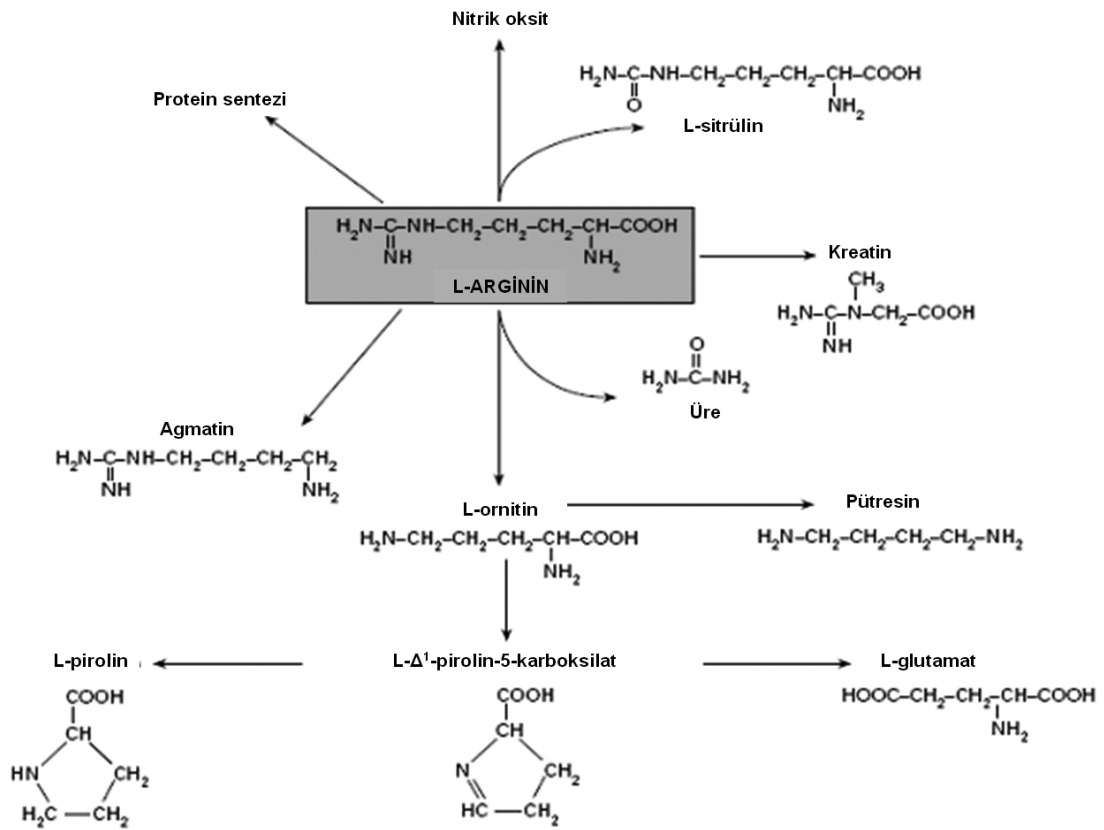 Nitrik oksit
H₂N–C–NH–CH₂–CH₂–CH₂–CH–COOH
O
NH₂
L-sitrülin
Protein sentezi
H₂N–C–NH–CH₂–CH₂–CH₂–CH–COOH
NH
NH₂
L-ARGİNİN
Kreatin
CH₃
H₂N–C–N–CH₂–COOH
NH
O
H₂N–C–NH₂
Üre
Agmatin
H₂N–C–NH–CH₂–CH₂–CH₂–CH₂
NH
NH₂
L-ornitin
H₂N–CH₂–CH₂–CH₂–CH–COOH
NH₂
Pütresin
H₂N–CH₂–CH₂–CH₂–CH₂–NH₂
L-pirolin
COOH
CH
HN
CH₂
H₂C–CH₂
L-Δ¹-pirolin-5-karboksilat
COOH
CH
N
CH₂
HC–CH₂
L-glutamat
HOOC–CH₂–CH₂–CH–COOH
NH₂